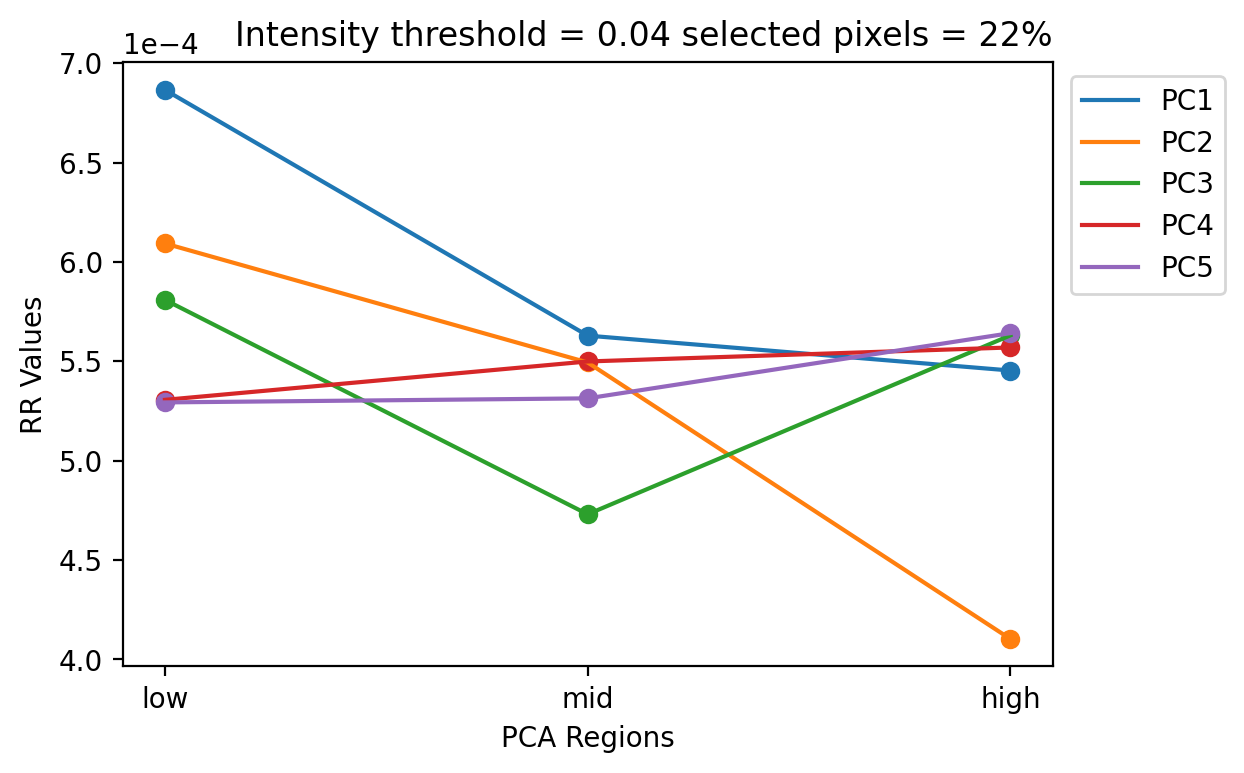 Intensity threshold = 0.04 selected pixels = 22%
1e−4
7.0
6.5
6.0
5.5
5.0
4.5
4.0
RR Values
low mid high
PCA Regions
PC1
PC2
PC3
PC4
PC5